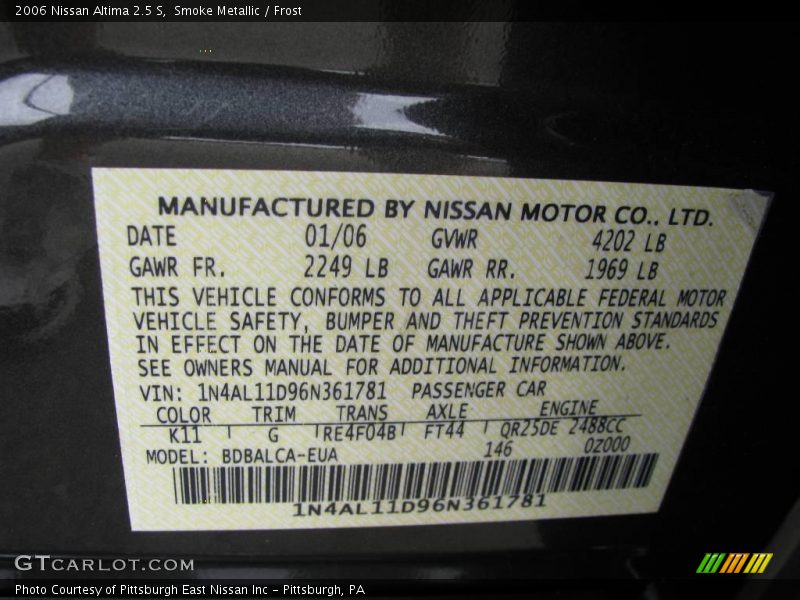 2006 Nissan Altima 2.5 S, Smoke Metallic / Frost
MANUFACTURED BY NISSAN MOTOR CO., LTD.
DATE 01/06 GVWR 4202 LB
GAWR FR. 2249 LB GAWR RR. 1969 LB
THIS VEHICLE CONFORMS TO ALL APPLICABLE FEDERAL MOTOR
VEHICLE SAFETY, BUMPER AND THEFT PREVENTION STANDARDS
IN EFFECT ON THE DATE OF MANUFACTURE SHOWN ABOVE.
SEE OWNERS MANUAL FOR ADDITIONAL INFORMATION.
VIN: 1N4AL11D96N361781 PASSENGER CAR
COLOR TRIM TRANS AXLE ENGINE
K11 G RE4F04B FT44 QR25DE 2488CC
MODEL: BDBALCA-EUA 146 0Z000
1N4AL11D96N361781
GTCARLOT.COM
Photo Courtesy of Pittsburgh East Nissan Inc - Pittsburgh, PA